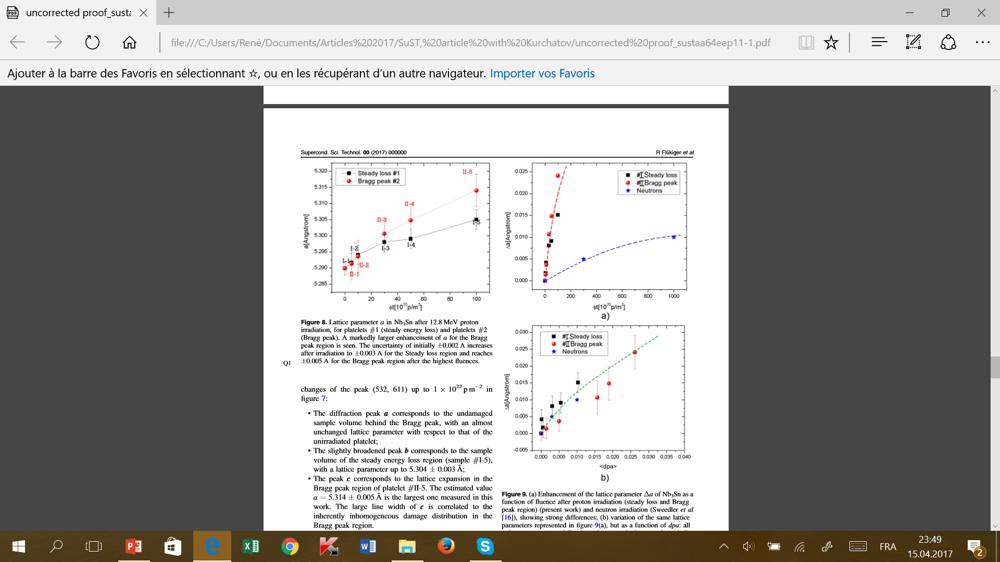 uncorrected proof_susta
file:///C:/Users/René/Documents/Articles%202017/SuST,%20article%20with%20Kurchatov/uncorrected%20proof_sustaa64eep11-1.pdf
Ajouter à la barre des Favoris en sélectionnant ☆, ou en les récupérant d'un autre navigateur. Importer vos Favoris
Supercond. Sci. Technol. 00 (2017) 000000
R Flükiger et al
Steady loss #1
Bragg peak #2
II-5
II-4
II-3
I-2
I-1
II-2
II-1
I-3
I-4
I-5
5.320
5.315
5.310
5.305
5.300
5.295
5.290
5.285
a[Angstrom]
0 20 40 60 80 100
ϕt[10²⁰p/m²]
Figure 8. Lattice parameter a in Nb₃Sn after 12.8 MeV proton
irradiation, for platelets #1 (steady energy loss) and platelets #2
(Bragg peak). A markedly larger enhancement of a for the Bragg
peak region is seen. The uncertainty of initially ±0.002 A increases
after irradiation to ±0.003 A for the Steady loss region and reaches
±0.005 A for the Bragg peak region after the highest fluences.
Q1
changes of the peak (532, 611) up to 1 × 10²² p m⁻² in
figure 7:
• The diffraction peak a corresponds to the undamaged
sample volume behind the Bragg peak, with an almost
unchanged lattice parameter with respect to that of the
unirradiated platelet;
• The slightly broadened peak b corresponds to the sample
volume of the steady energy loss region (sample #I-5),
with a lattice parameter up to 5.304 ± 0.003 Å;
• The peak c corresponds to the lattice expansion in the
Bragg peak region of platelet #II-5. The estimated value
a = 5.314 ± 0.005 Å is the largest one measured in this
work. The large line width of c is correlated to the
inherently inhomogeneous damage distribution in the
Bragg peak region.
#I Steady loss
#II Bragg peak
Neutrons
0.025
0.020
0,015
0,010
0,005
0,000
Δa[Angstrom]
0 200 400 600 800 1000
ϕt[10²⁰p/m²]
a)
#I Steady loss
#II Bragg peak
Neutrons
0.030
0.025
0.020
0.015
0.010
0.005
0.000
-0.005
Δa[Angstrom]
0,000 0,005 0,010 0,015 0,020 0,025 0,030 0,035 0,040
<dpa>
b)
Figure 9. (a) Enhancement of the lattice parameter Δa of Nb₃Sn as a
function of fluence after proton irradiation (steady loss and Bragg
peak region) (present work) and neutron irradiation (Sweedler et al
[16]), showing strong differences; (b) variation of the same lattice
parameters represented in figure 9(a), but as a function of dpa: all
FRA
23:49
15.04.2017
2